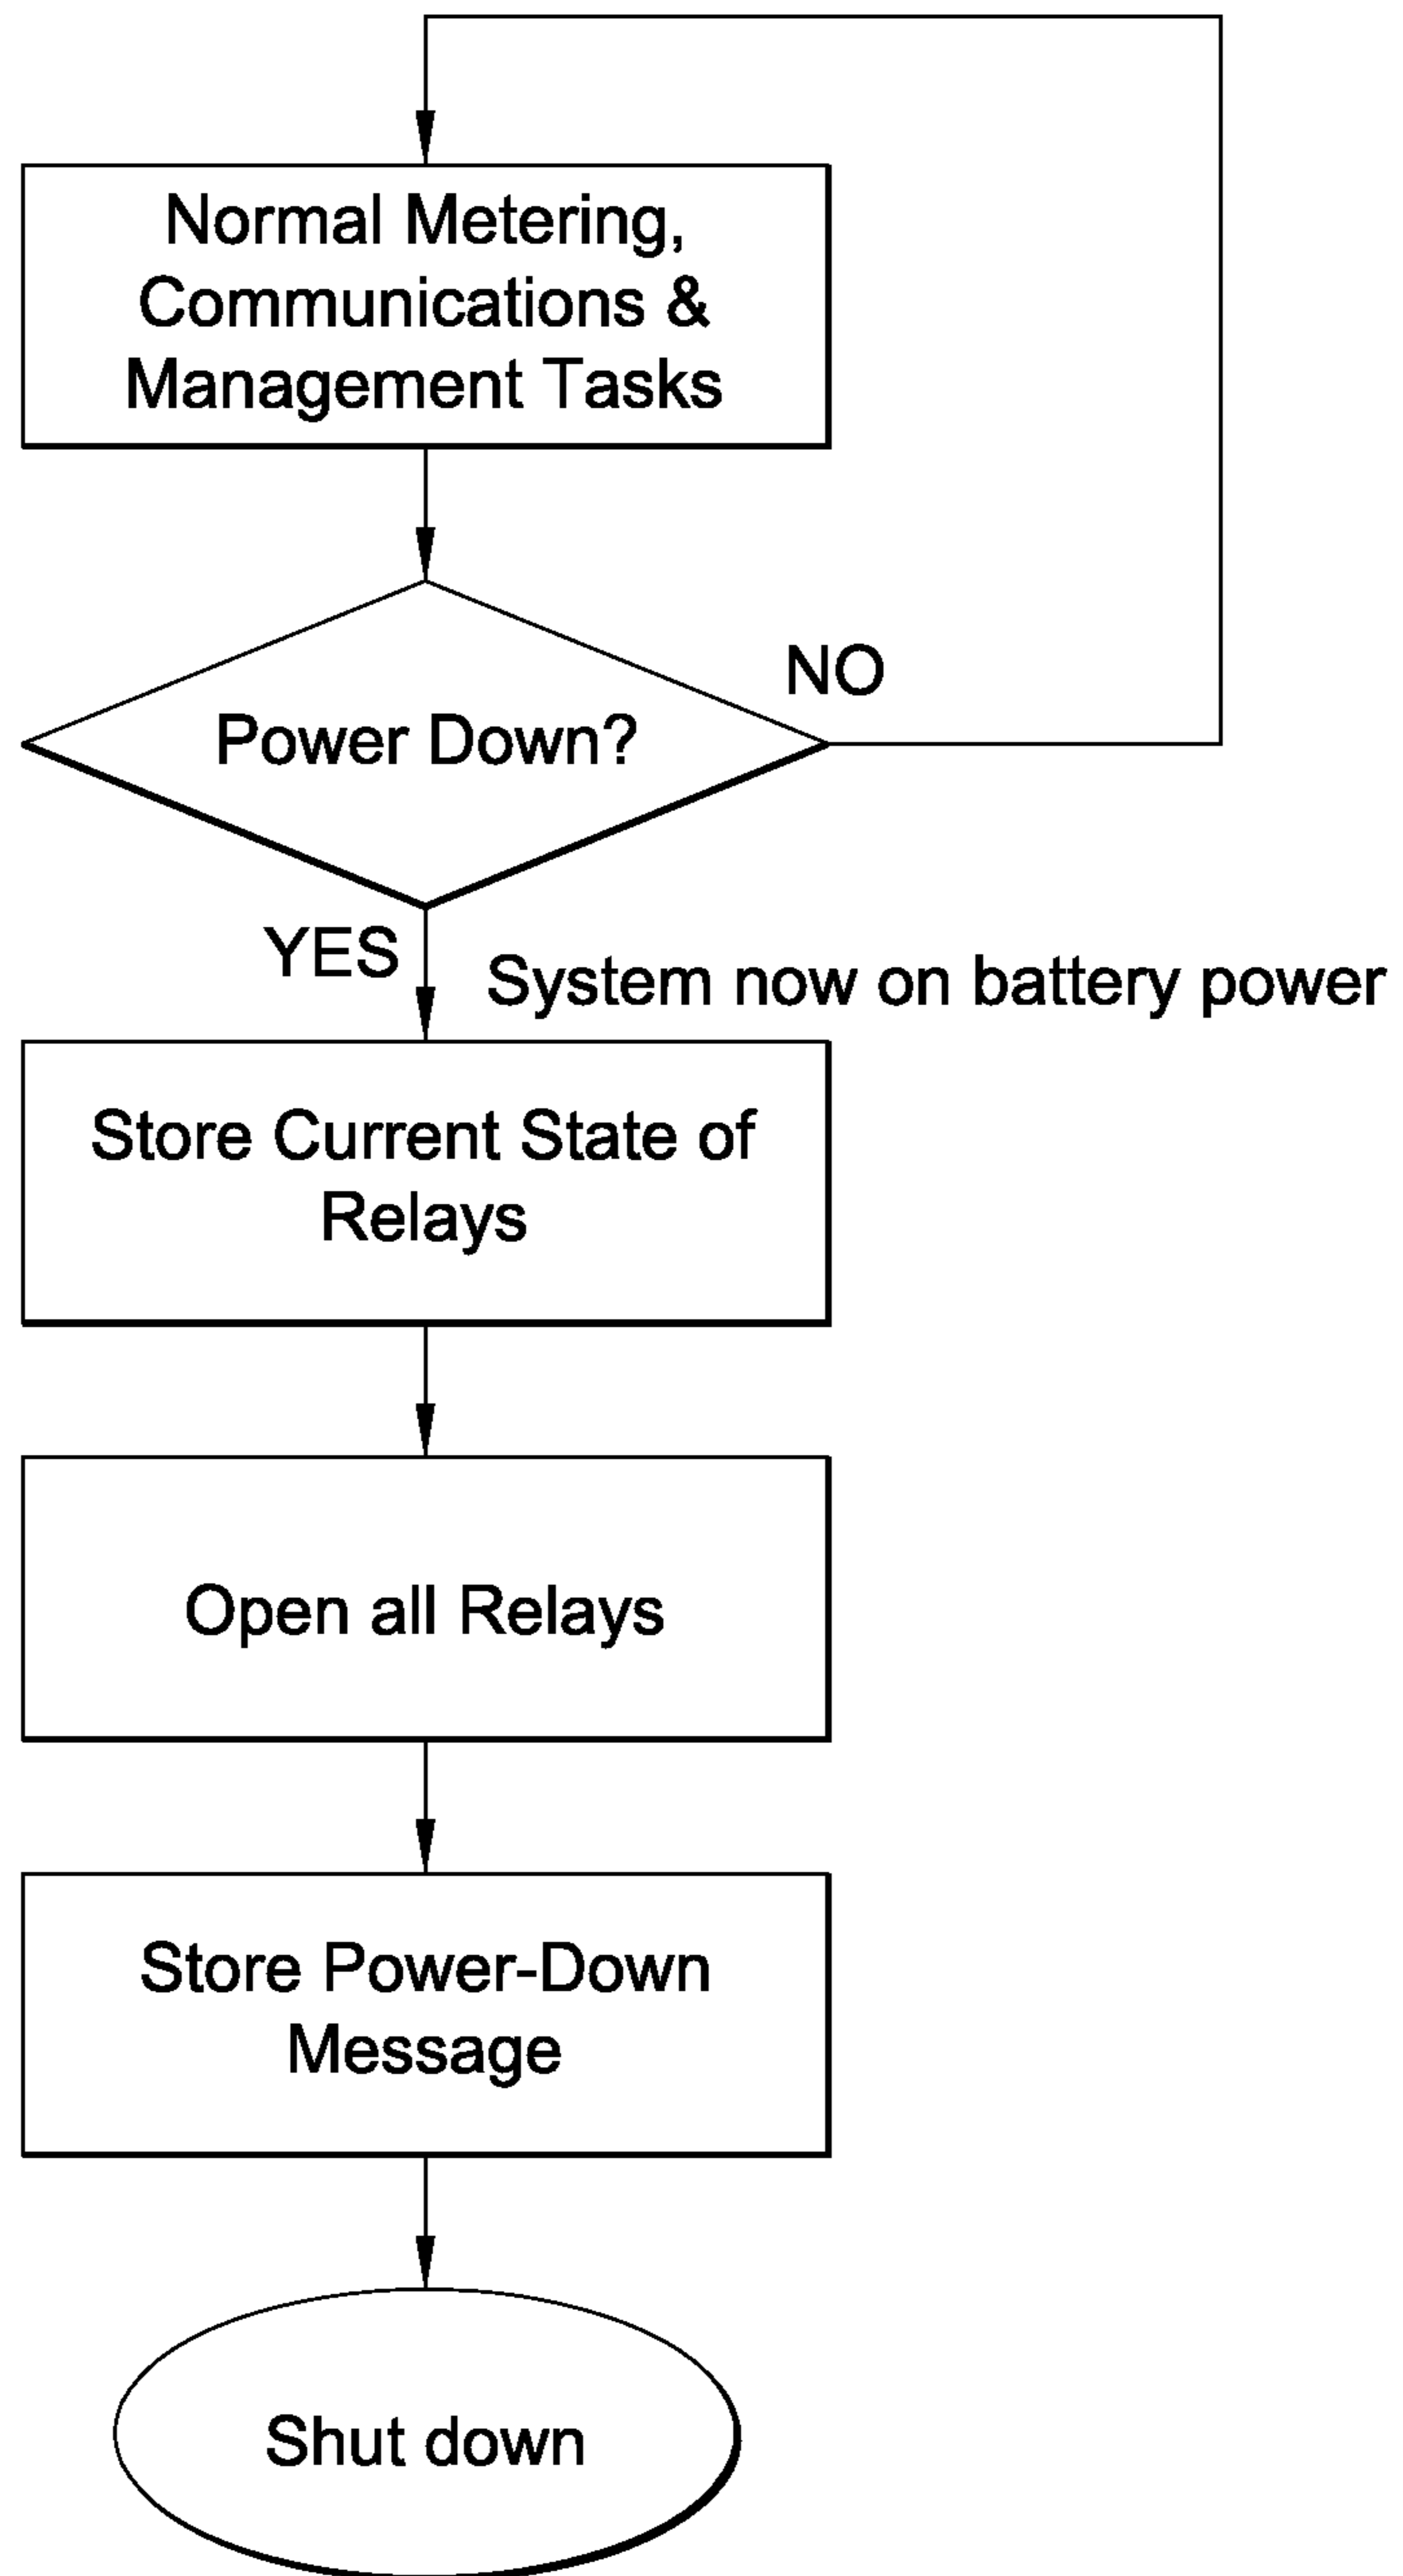 Normal Metering,
Communications &
Management Tasks
Power Down?
NO
YES
System now on battery power
Store Current State of
Relays
Open all Relays
Store Power-Down
Message
Shut down